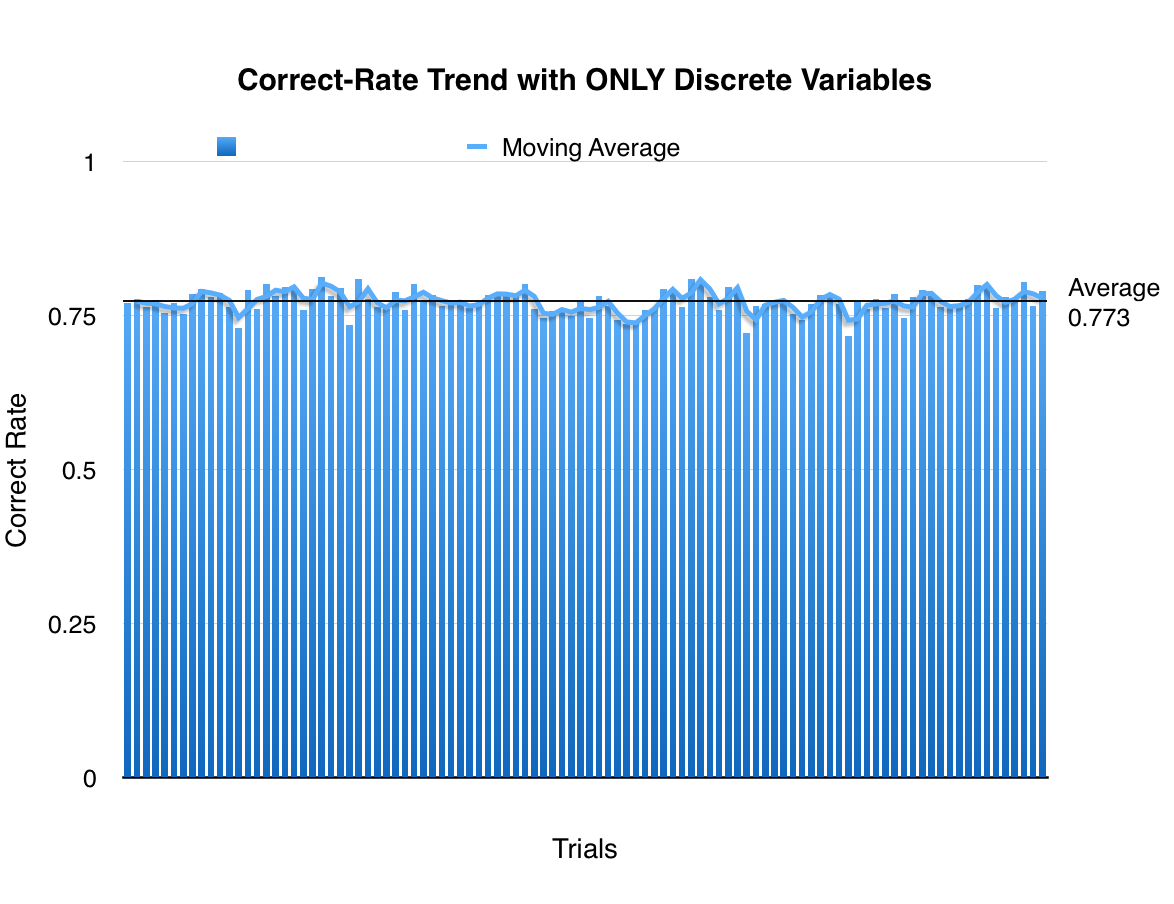 Correct-Rate Trend with ONLY Discrete Variables
Moving Average
1
Average
0.773
0.75
0.5
0.25
0
Correct Rate
Trials